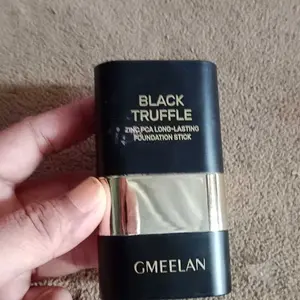 BLACK
TRUFFLE
ZINC PCA LONG-LASTING
FOUNDATION STICK
GMEELAN